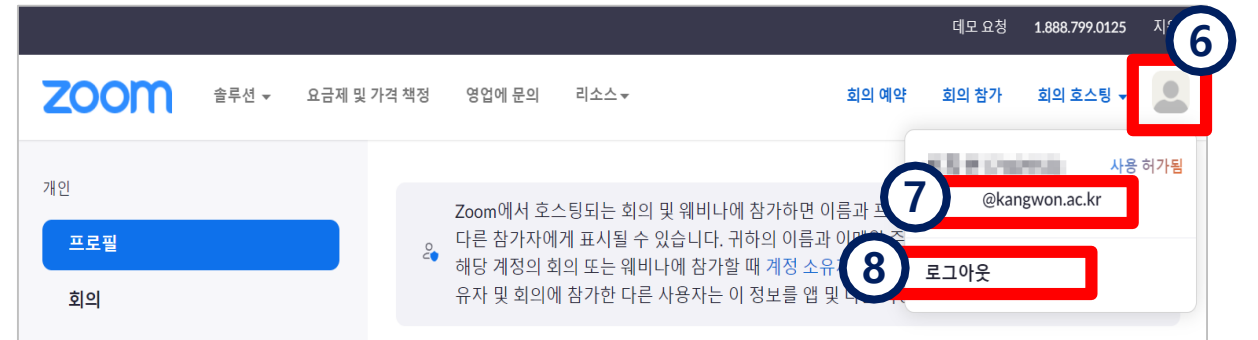 데모 요청 1.888.799.0125
6
zoom 솔루션 요금제 및 가격 책정 영업에 문의 리소스 회의 예약 회의 참가 회의 호스팅
사용 허가됨
개인
7
@kangwon.ac.kr
Zoom에서 호스팅되는 회의 및 웨비나에 참가하면 이름과
프로필
다른 참가자에게 표시될 수 있습니다. 귀하의 이름과
8
해당 계정의 회의 또는 웨비나에 참가할 때 계정
로그아웃
회의
유자 및 회의에 참가한 다른 사용자는 이 정보를 앱 및